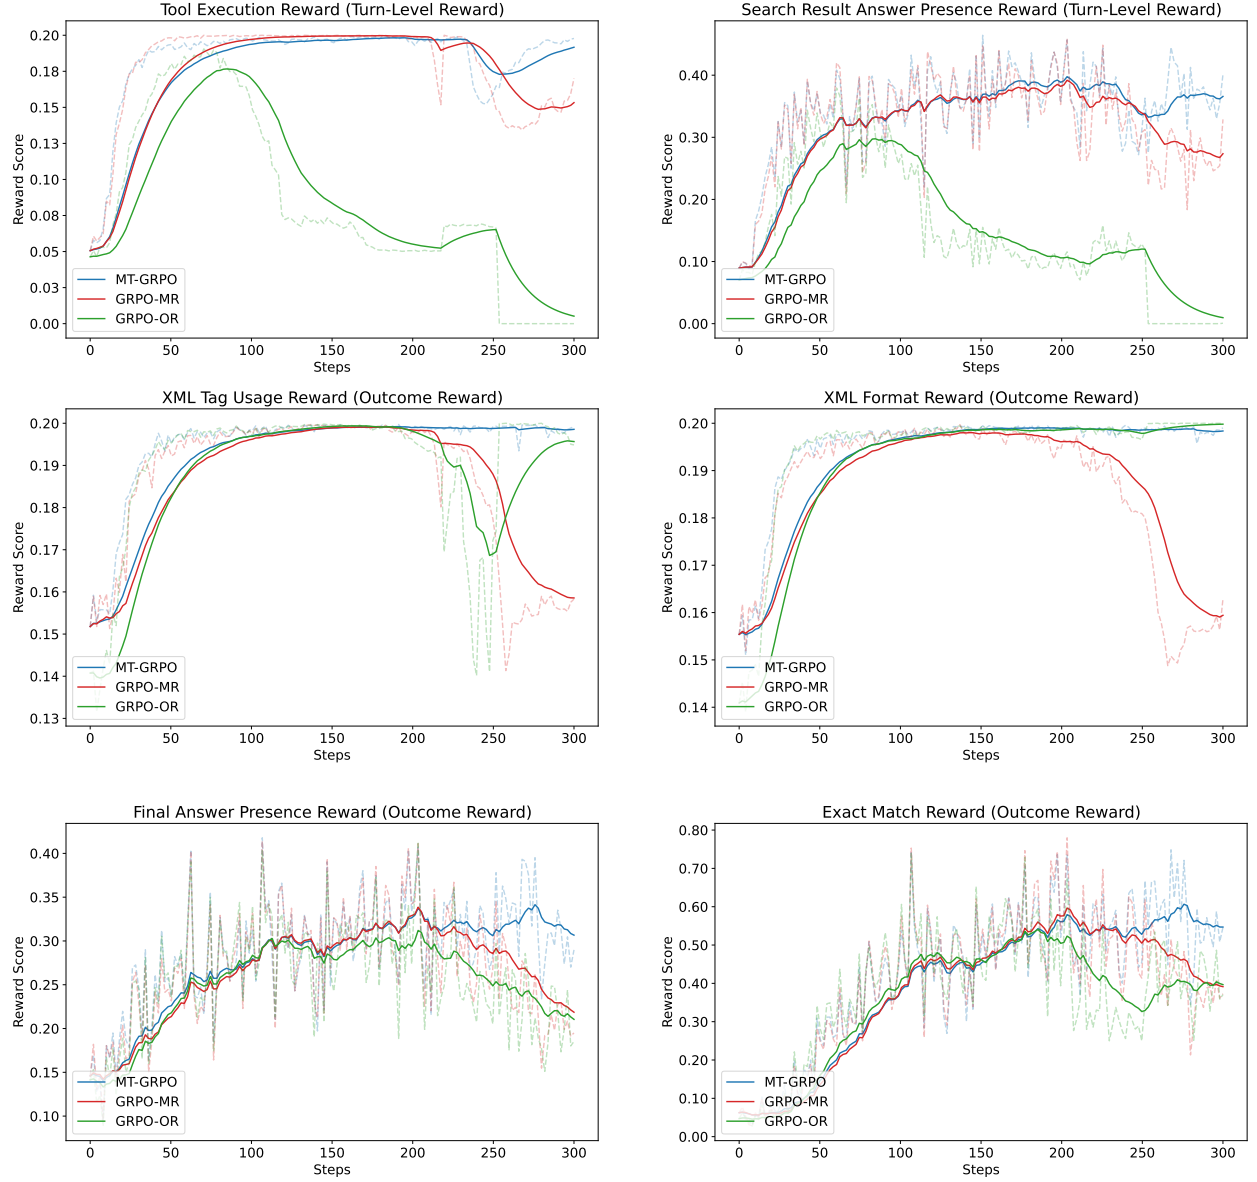 Tool Execution Reward (Turn-Level Reward)
Reward Score
0.20
0.18
0.15
0.13
0.10
0.08
0.05
0.03
0.00
MT-GRPO
GRPO-MR
GRPO-OR
0 50 100 150 200 250 300
Steps
Search Result Answer Presence Reward (Turn-Level Reward)
Reward Score
0.40
0.30
0.20
0.10
0.00
MT-GRPO
GRPO-MR
GRPO-OR
0 50 100 150 200 250 300
Steps
XML Tag Usage Reward (Outcome Reward)
Reward Score
0.20
0.19
0.18
0.17
0.16
0.15
0.14
0.13
MT-GRPO
GRPO-MR
GRPO-OR
0 50 100 150 200 250 300
Steps
XML Format Reward (Outcome Reward)
Reward Score
0.20
0.19
0.18
0.17
0.16
0.15
0.14
MT-GRPO
GRPO-MR
GRPO-OR
0 50 100 150 200 250 300
Steps
Final Answer Presence Reward (Outcome Reward)
Reward Score
0.40
0.35
0.30
0.25
0.20
0.15
0.10
MT-GRPO
GRPO-MR
GRPO-OR
0 50 100 150 200 250 300
Steps
Exact Match Reward (Outcome Reward)
Reward Score
0.80
0.70
0.60
0.50
0.40
0.30
0.20
0.10
0.00
MT-GRPO
GRPO-MR
GRPO-OR
0 50 100 150 200 250 300
Steps